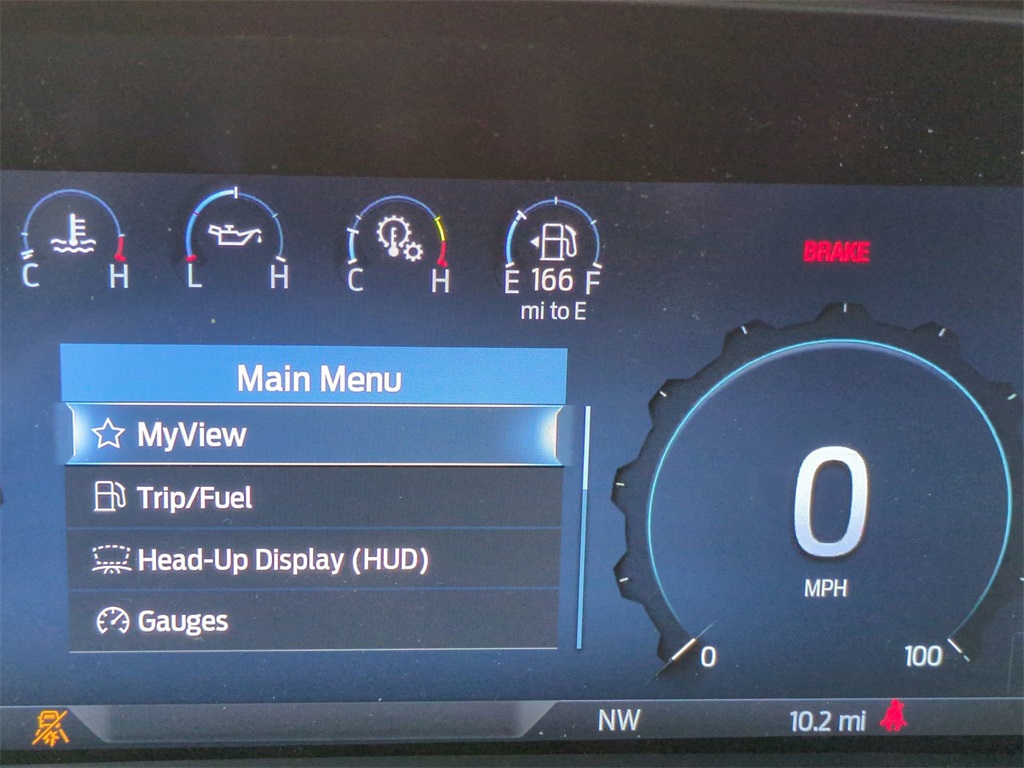 C H
L H
C H
E 166 F
mi to E
BRAKE
Main Menu
MyView
Trip/Fuel
Head-Up Display (HUD)
Gauges
0
MPH
0 100
NW
10.2 mi